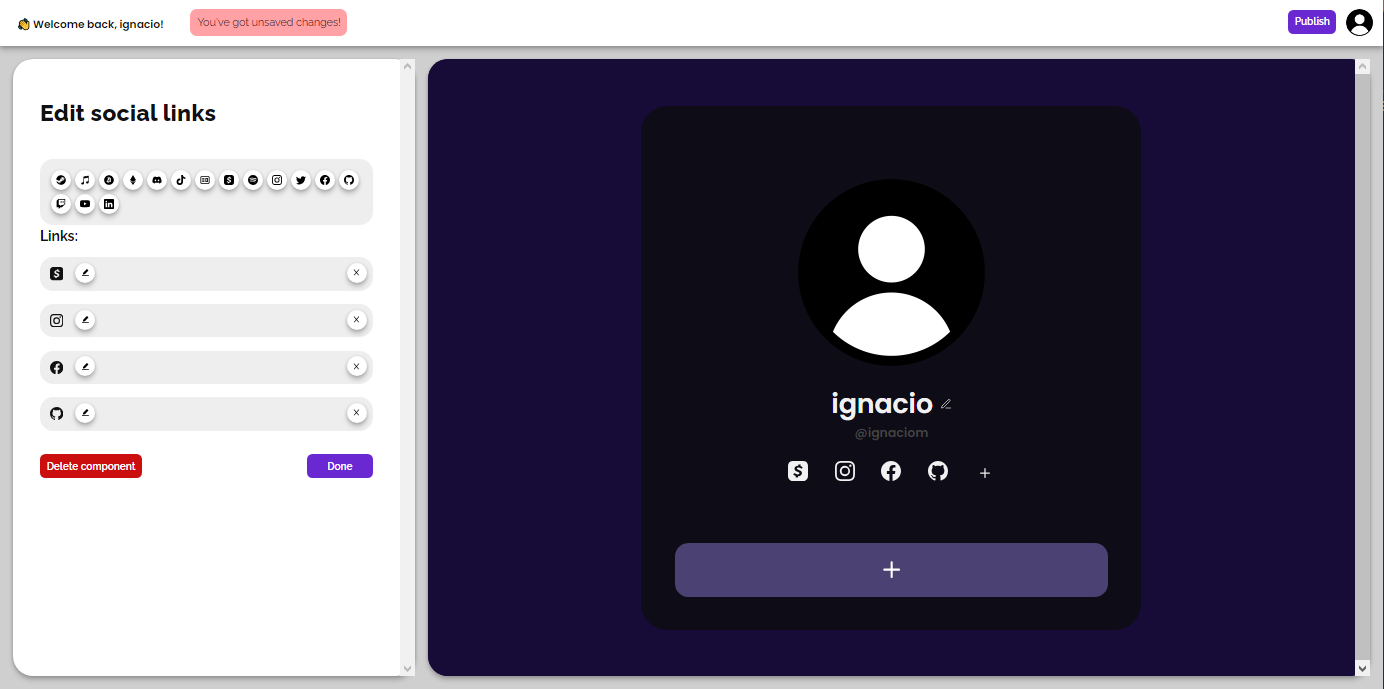 👋 Welcome back, ignacio!
You've got unsaved changes!
Publish
Edit social links
Links:
Delete component
Done
ignacio
@ignaciom